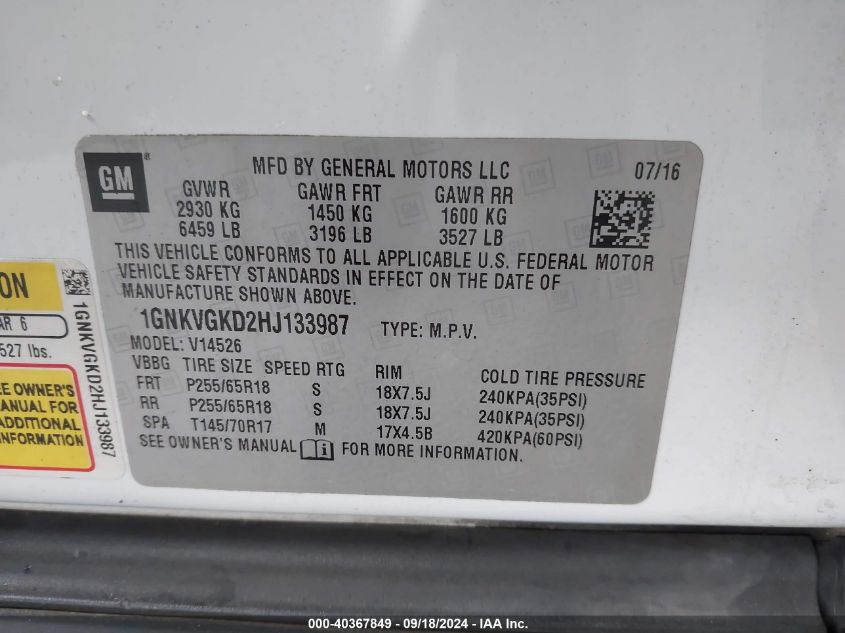 GM
MFD BY GENERAL MOTORS LLC 07/16
GVWR GAWR FRT GAWR RR
2930 KG 1450 KG 1600 KG
6459 LB 3196 LB 3527 LB
THIS VEHICLE CONFORMS TO ALL APPLICABLE U.S. FEDERAL MOTOR
VEHICLE SAFETY STANDARDS IN EFFECT ON THE DATE OF
MANUFACTURE SHOWN ABOVE.
1GNKVGKD2HJ133987 TYPE: M.P.V.
MODEL: V14526
VBBG TIRE SIZE SPEED RTG RIM COLD TIRE PRESSURE
FRT P255/65R18 S 18X7.5J 240KPA(35PSI)
RR P255/65R18 S 18X7.5J 240KPA(35PSI)
SPA T145/70R17 M 17X4.5B 420KPA(60PSI)
SEE OWNER'S MANUAL i FOR MORE INFORMATION.
ON
AR 6
527 lbs.
EE OWNER'S
ANUAL FOR
ADDITIONAL
NFORMATION
1GNKVGKD2HJ133987
000-40367849 - 09/18/2024 - IAA Inc.